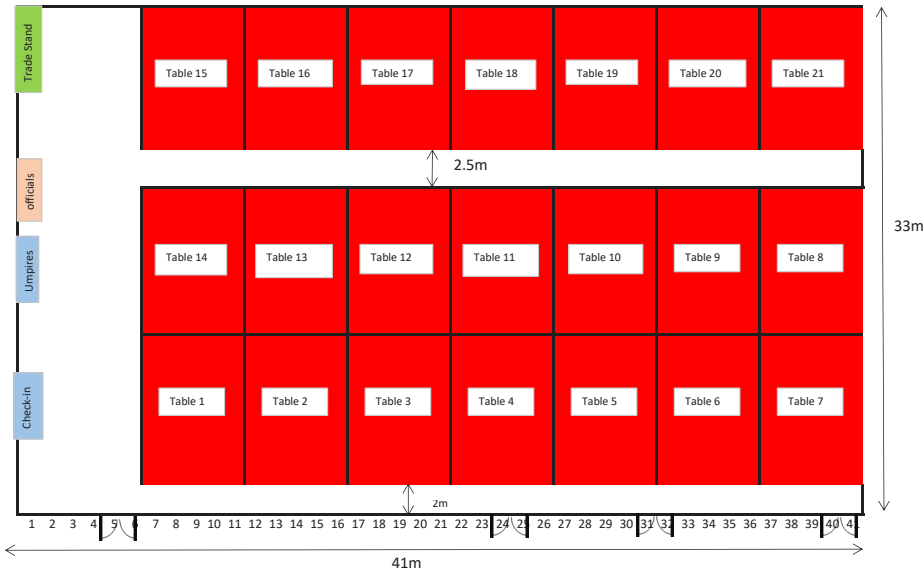 Trade Stand
Table 15
Table 16
Table 17
Table 18
Table 19
Table 20
Table 21
2.5m
officials
33m
Umpires
Table 14
Table 13
Table 12
Table 11
Table 10
Table 9
Table 8
Check-in
Table 1
Table 2
Table 3
Table 4
Table 5
Table 6
Table 7
2m
1 2 3 4 5 6 7 8 9 10 11 12 13 14 15 16 17 18 19 20 21 22 23 24 25 26 27 28 29 30 31 32 33 34 35 36 37 38 39 40 41
41m